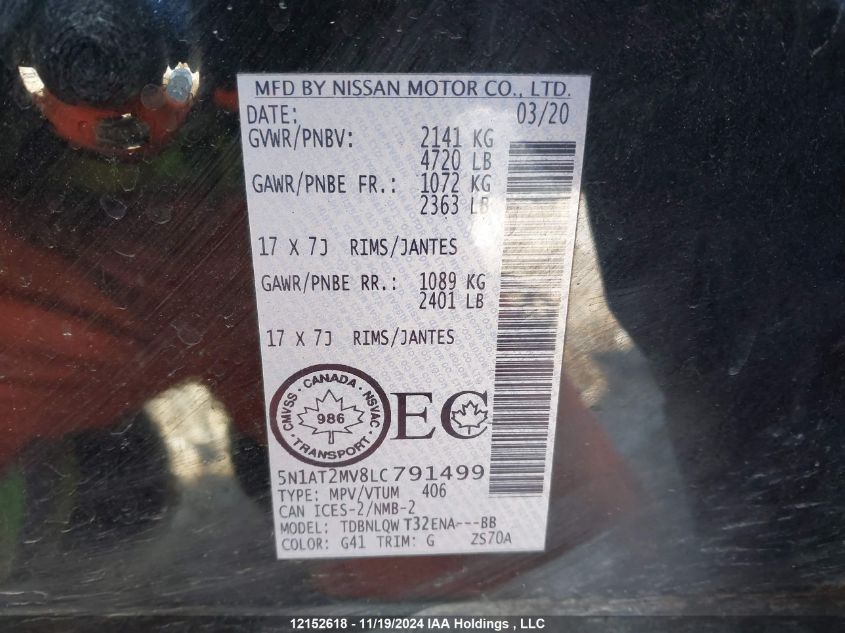 MFD BY NISSAN MOTOR CO., LTD.
DATE: 03/20
GVWR/PNBV: 2141 KG
4720 LB
GAWR/PNBE FR.: 1072 KG
2363 LB
17 X 7J RIMS/JANTES
GAWR/PNBE RR.: 1089 KG
2401 LB
17 X 7J RIMS/JANTES
CMVSS · CANADA · NSVAC
986
· TRANSPORT ·
EC
5N1AT2MV8LC791499
TYPE: MPV/VTUM 406
CAN ICES-2/NMB-2
MODEL: TDBNLQW T32ENA---BB
COLOR: G41 TRIM: G ZS70A
12152618 - 11/19/2024 IAA Holdings , LLC